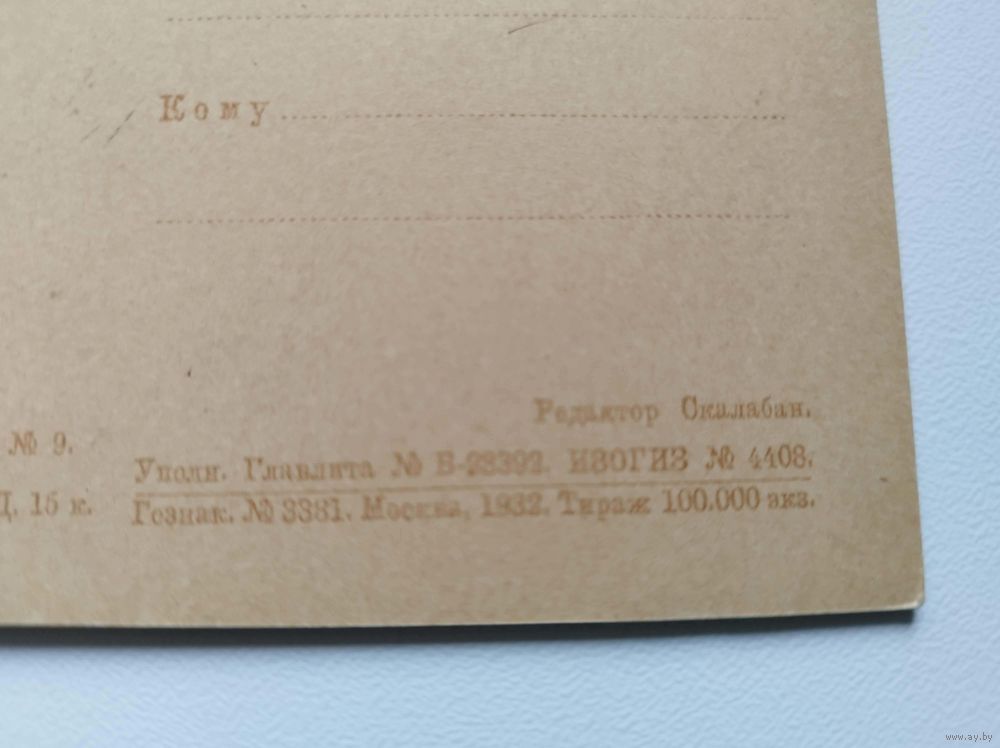 Кому
Редактор Скалабан.
№ 9.
Уполн. Главлита № В-28392. ИЗОГИЗ № 4408.
Ц. 15 к.
Гознак. № 3381. Москва, 1932. Тираж 100.000 экз.
www.ay.by